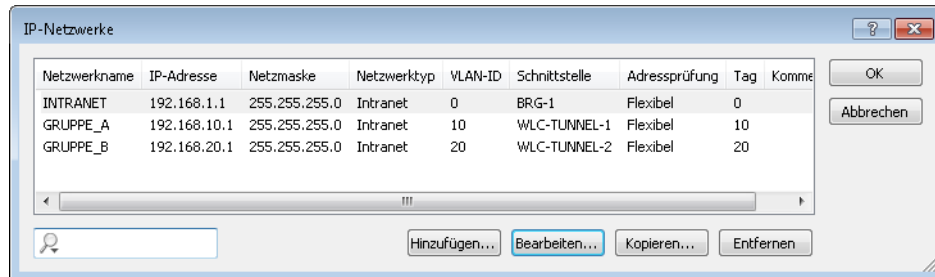 IP-Netzwerke
Netzwerkname IP-Adresse Netzmaske Netzwerktyp VLAN-ID Schnittstelle Adressprüfung Tag Komme
INTRANET 192.168.1.1 255.255.255.0 Intranet 0 BRG-1 Flexibel 0
GRUPPE_A 192.168.10.1 255.255.255.0 Intranet 10 WLC-TUNNEL-1 Flexibel 10
GRUPPE_B 192.168.20.1 255.255.255.0 Intranet 20 WLC-TUNNEL-2 Flexibel 20
OK
Abbrechen
Hinzufügen... Bearbeiten... Kopieren... Entfernen